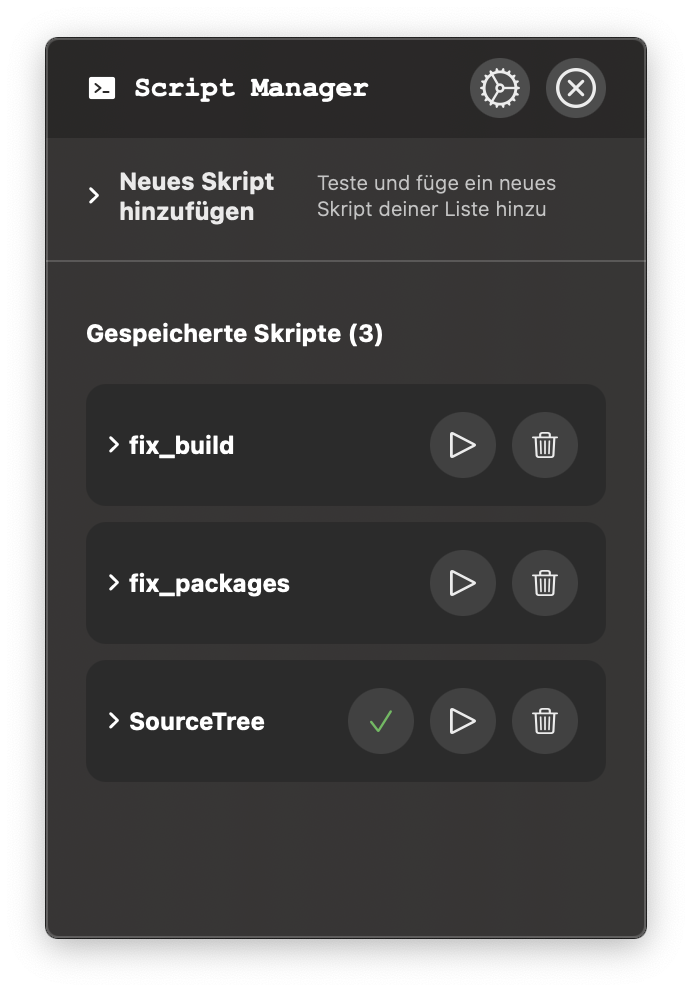 Script Manager
Neues Skript
hinzufügen
Teste und füge ein neues
Skript deiner Liste hinzu
Gespeicherte Skripte (3)
fix_build
fix_packages
SourceTree